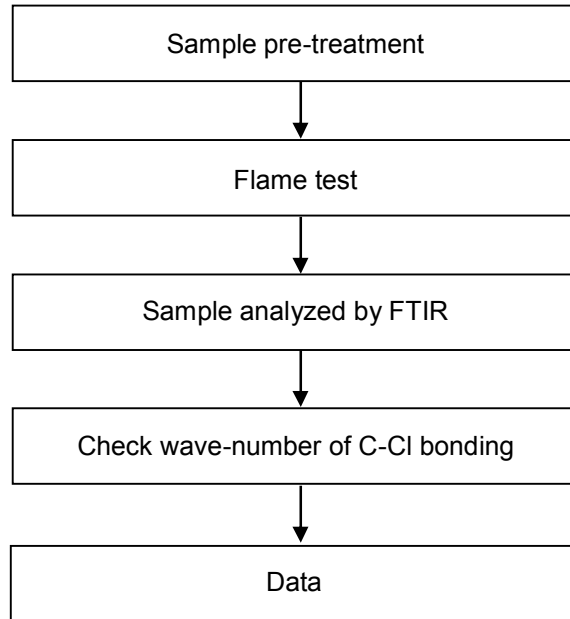 Sample pre-treatment
Flame test
Sample analyzed by FTIR
Check wave-number of C-Cl bonding
Data